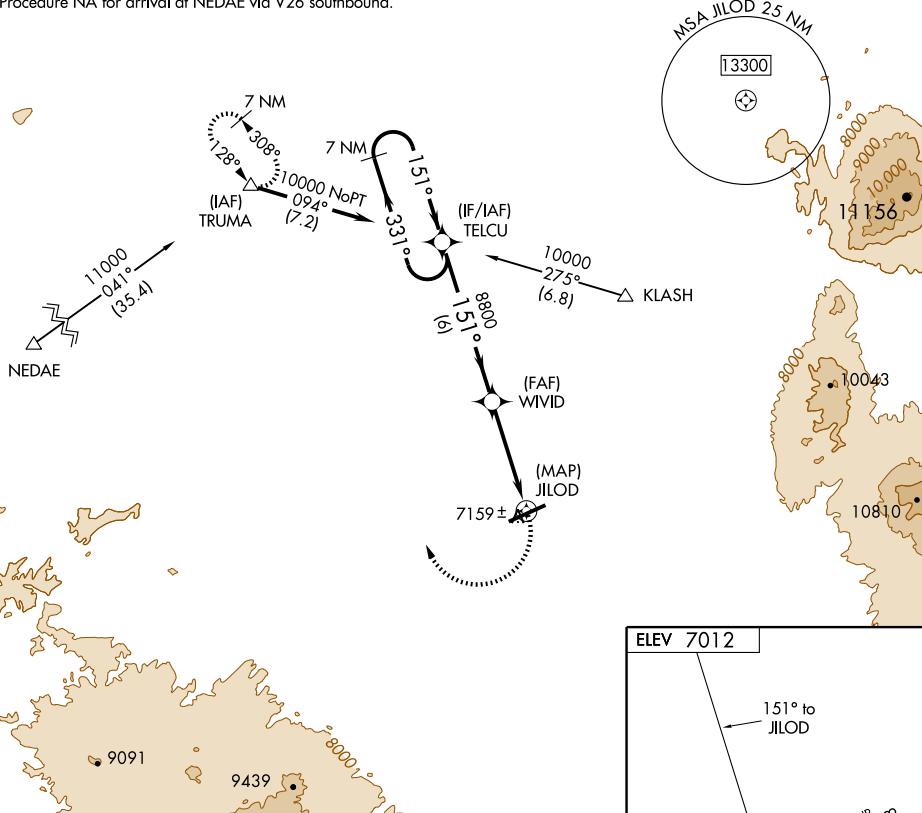 Procedure NA for arrival at NEDAE via V26 southbound.
MSA JILOD 25 NM
13300
7 NM
308°
128°
(IAF)
TRUMA
10000 NoPT
094°
(7.2)
7 NM
151°
331°
(IF/IAF)
TELCU
10000
275°
(6.8)
KLASH
11000
041°
(35.4)
NEDAE
8800
151°
(6)
(FAF)
WIVID
(MAP)
JILOD
7159 ±
8000
9000
10,000
11156
8000
10043
10810
ELEV 7012
151° to
JILOD
9091
9439
8000